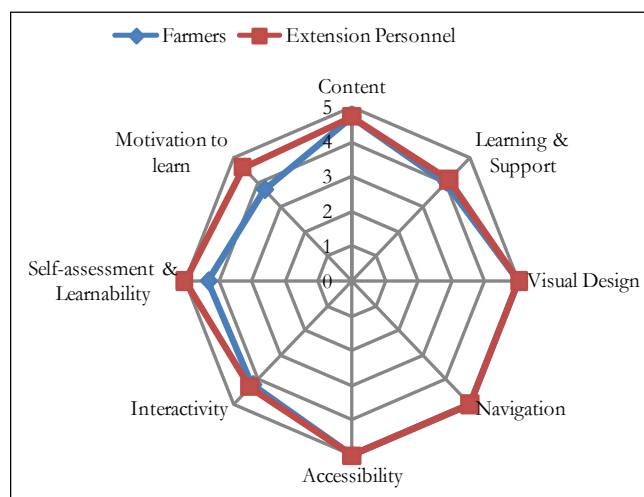 Farmers
Extension Personnel
Content
5
4
3
2
1
0
Learning &
Support
Visual Design
Navigation
Accessibility
Interactivity
Self-assessment &
Learnability
Motivation to
learn